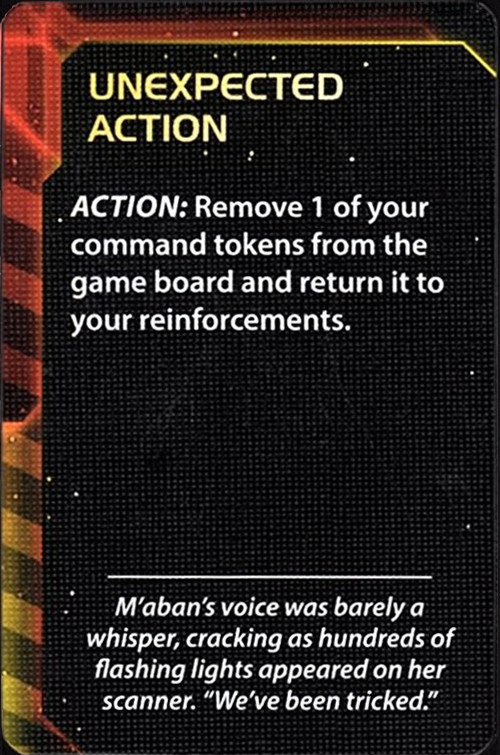 UNEXPECTED
ACTION
ACTION: Remove 1 of your
command tokens from the
game board and return it to
your reinforcements.
M'aban's voice was barely a
whisper, cracking as hundreds of
flashing lights appeared on her
scanner. "We've been tricked."